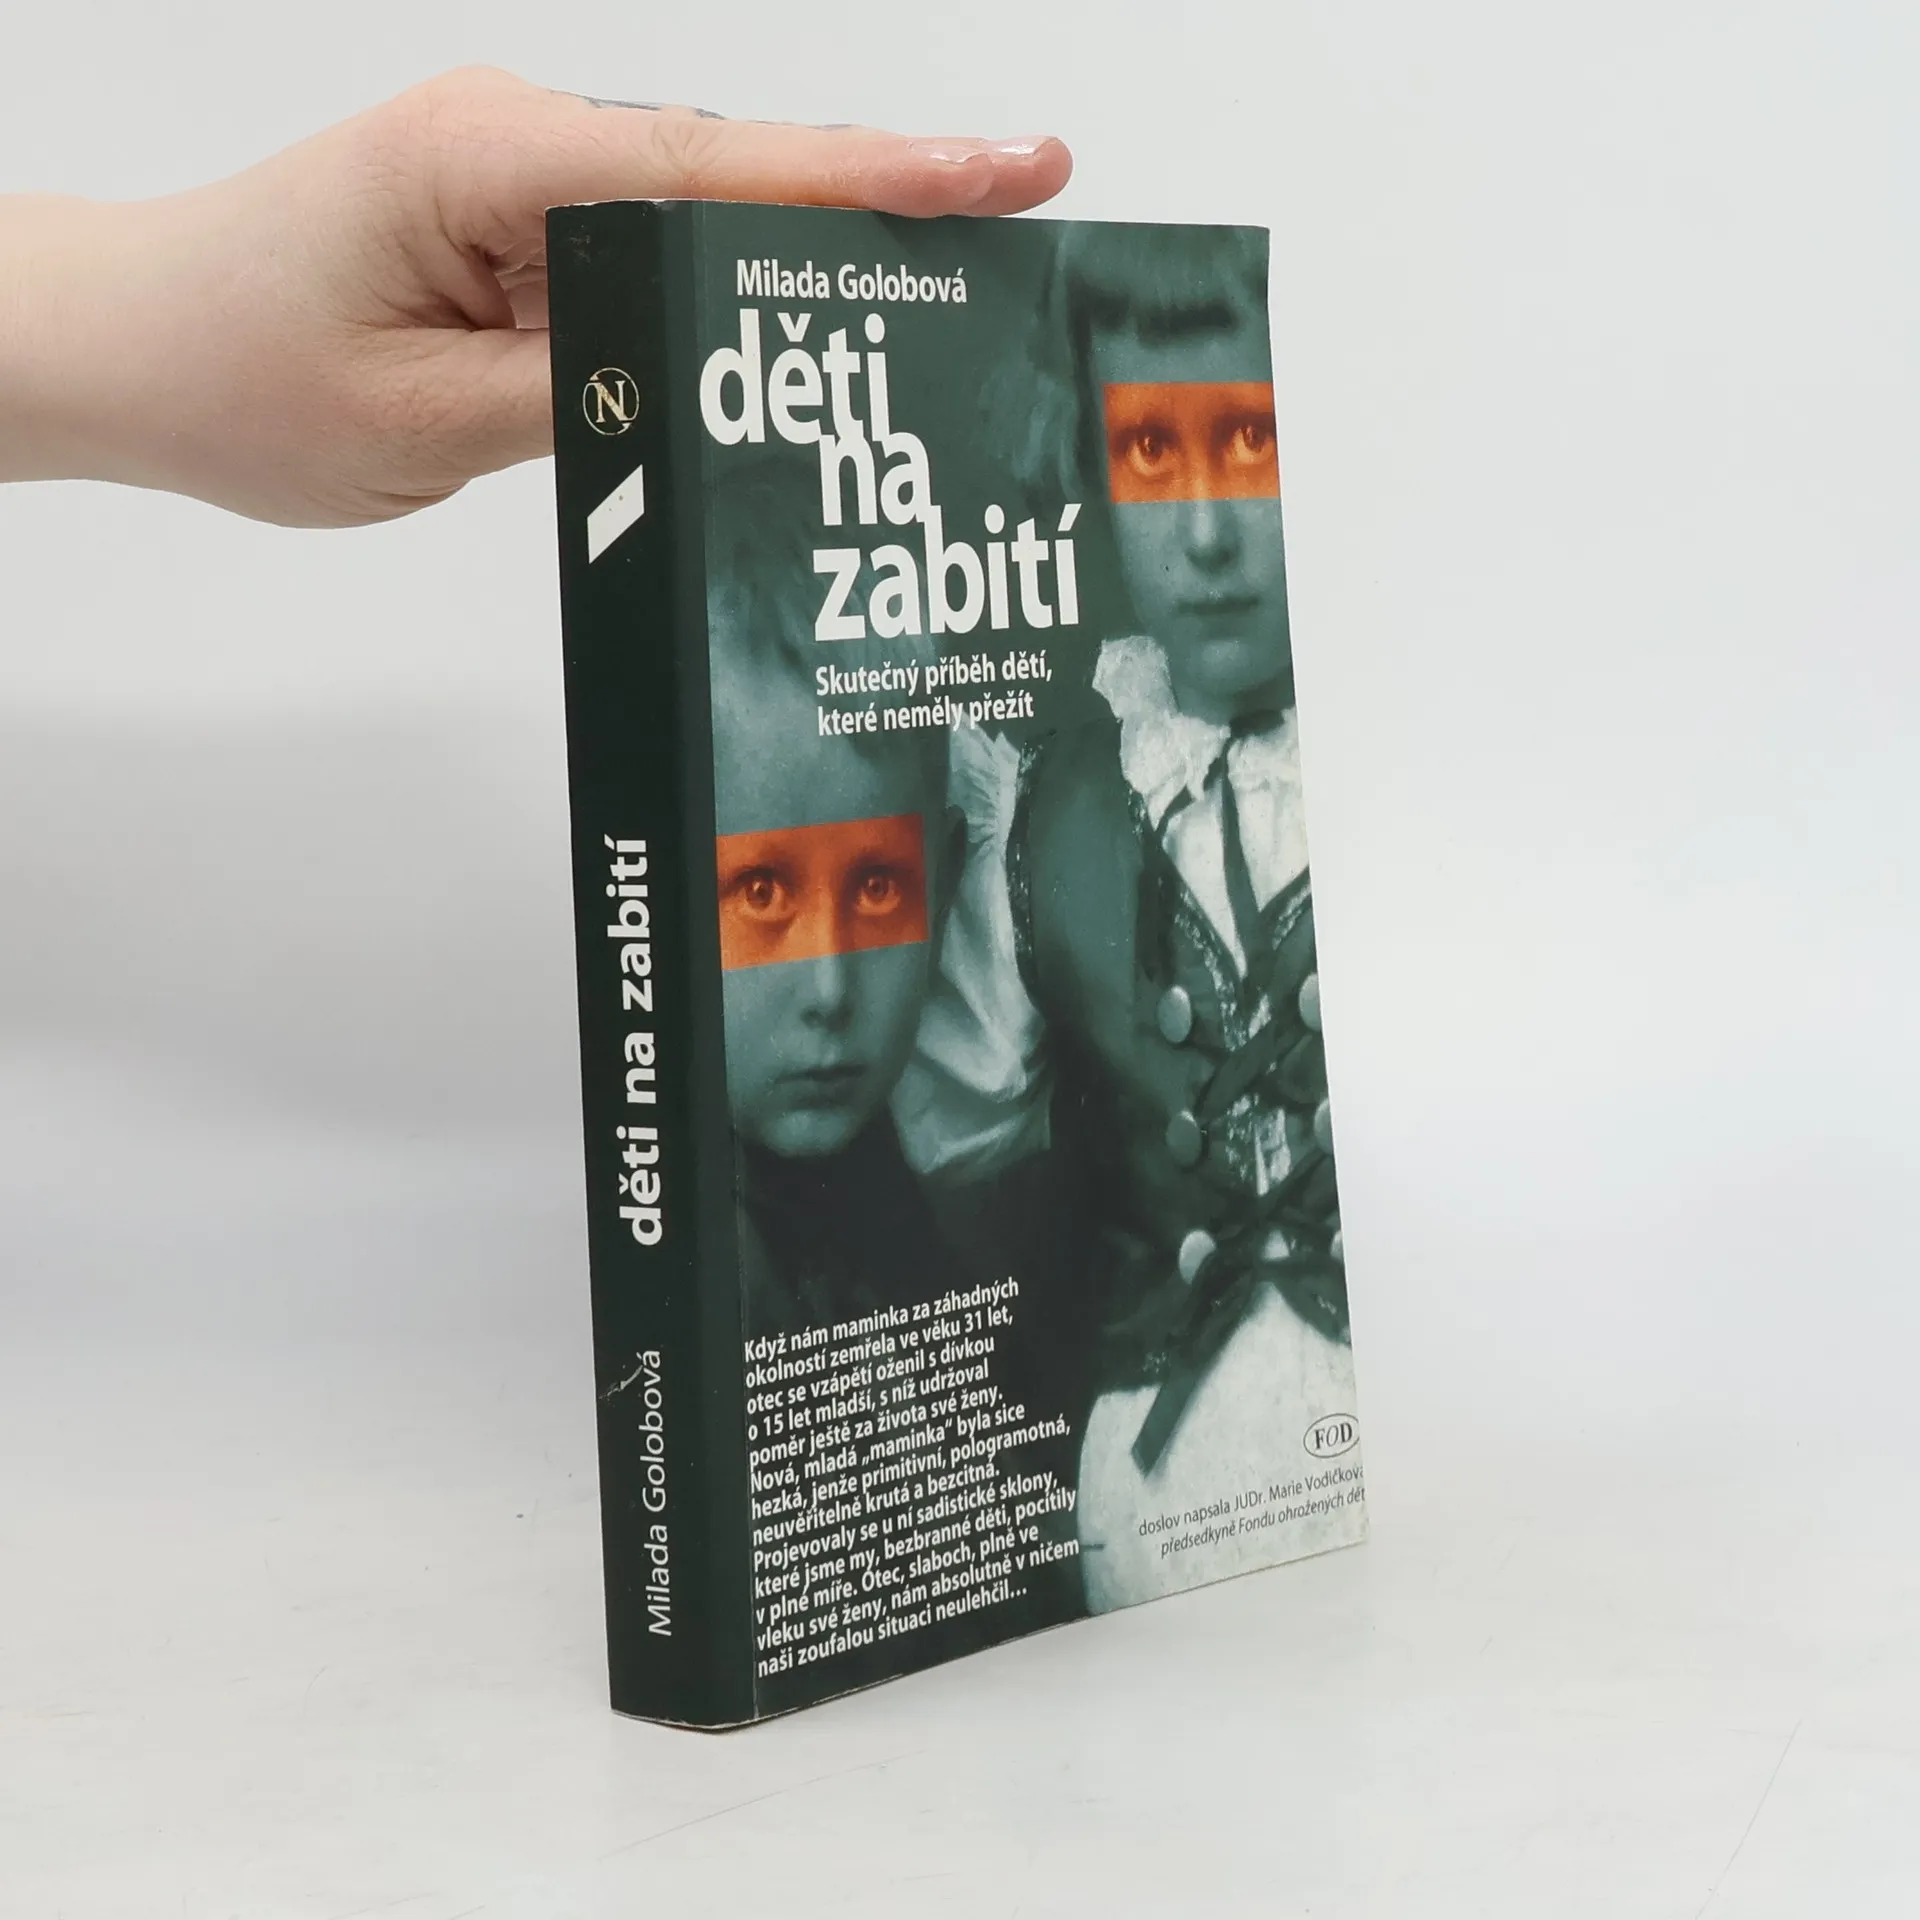 Milada Golobová
děti
na
zabití
Skutečný příběh dětí,
které neměly přežít
Když nám maminka za záhadných
okolností zemřela ve věku 31 let,
otec se vzápětí oženil s dívkou
o 15 let mladší, s níž udržoval
poměr ještě za života své ženy.
Nová, mladá „maminka“ byla sice
hezká, jenže primitivní, pologramotná,
neuvěřitelně krutá a bezcitná.
Projevovaly se u ní sadistické sklony,
které jsme my, bezbranné děti, pocítily
v plné míře. Otec, slaboch, plně ve
vleku své ženy, nám absolutně v ničem
naši zoufalou situaci neulehčil...
FOD
doslov napsala JUDr. Marie Vodičková
předsedkyně Fondu ohrožených dět
N
děti na zabití
Milada Golobová